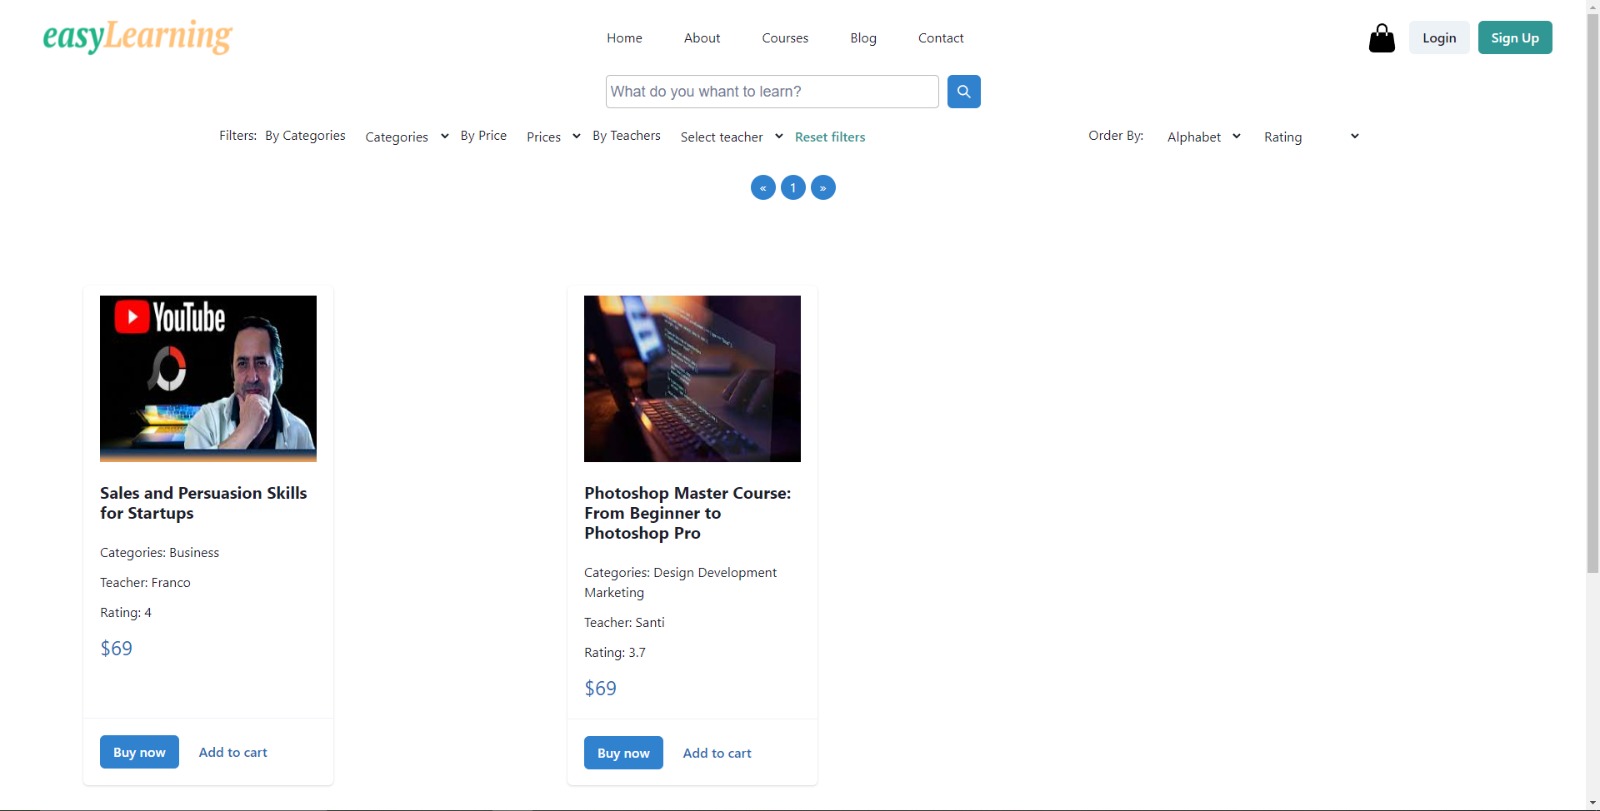 easyLearning
Home About Courses Blog Contact
Login Sign Up
What do you whant to learn?
Filters: By Categories Categories By Price Prices By Teachers Select teacher Reset filters Order By: Alphabet Rating
« 1 »
YouTube
Sales and Persuasion Skills
for Startups
Categories: Business
Teacher: Franco
Rating: 4
$69
Buy now Add to cart
Photoshop Master Course:
From Beginner to
Photoshop Pro
Categories: Design Development
Marketing
Teacher: Santi
Rating: 3.7
$69
Buy now Add to cart